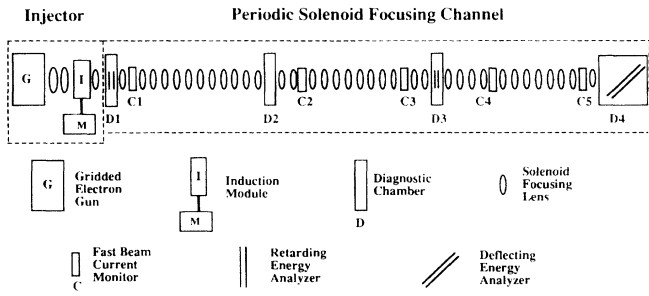 Injector
Periodic Solenoid Focusing Channel
G
I
M
D1
C1
D2
C2
C3
D3
C4
C5
D4
G
Gridded
Electron
Gun
I
M
Induction
Module
D
Diagnostic
Chamber
Solenoid
Focusing
Lens
C
Fast Beam
Current
Monitor
Retarding
Energy
Analyzer
Deflecting
Energy
Analyzer